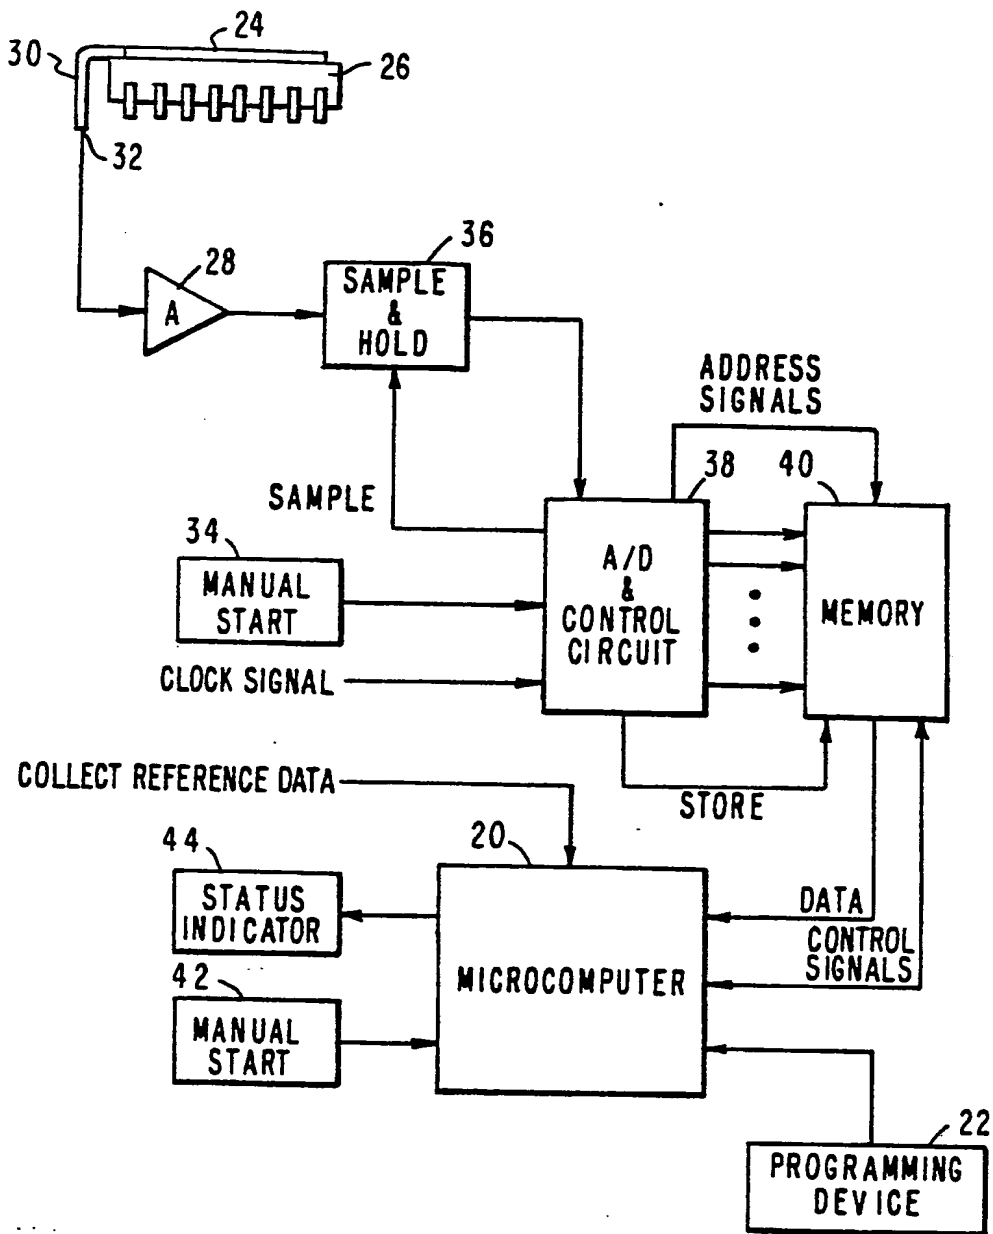 24
30
26
32
28
A
36
SAMPLE
&
HOLD
ADDRESS
SIGNALS
38
40
SAMPLE
34
MANUAL
START
A/D
&
CONTROL
CIRCUIT
MEMORY
CLOCK SIGNAL
COLLECT REFERENCE DATA
STORE
20
44
STATUS
INDICATOR
DATA
CONTROL
SIGNALS
MICROCOMPUTER
42
MANUAL
START
22
PROGRAMMING
DEVICE